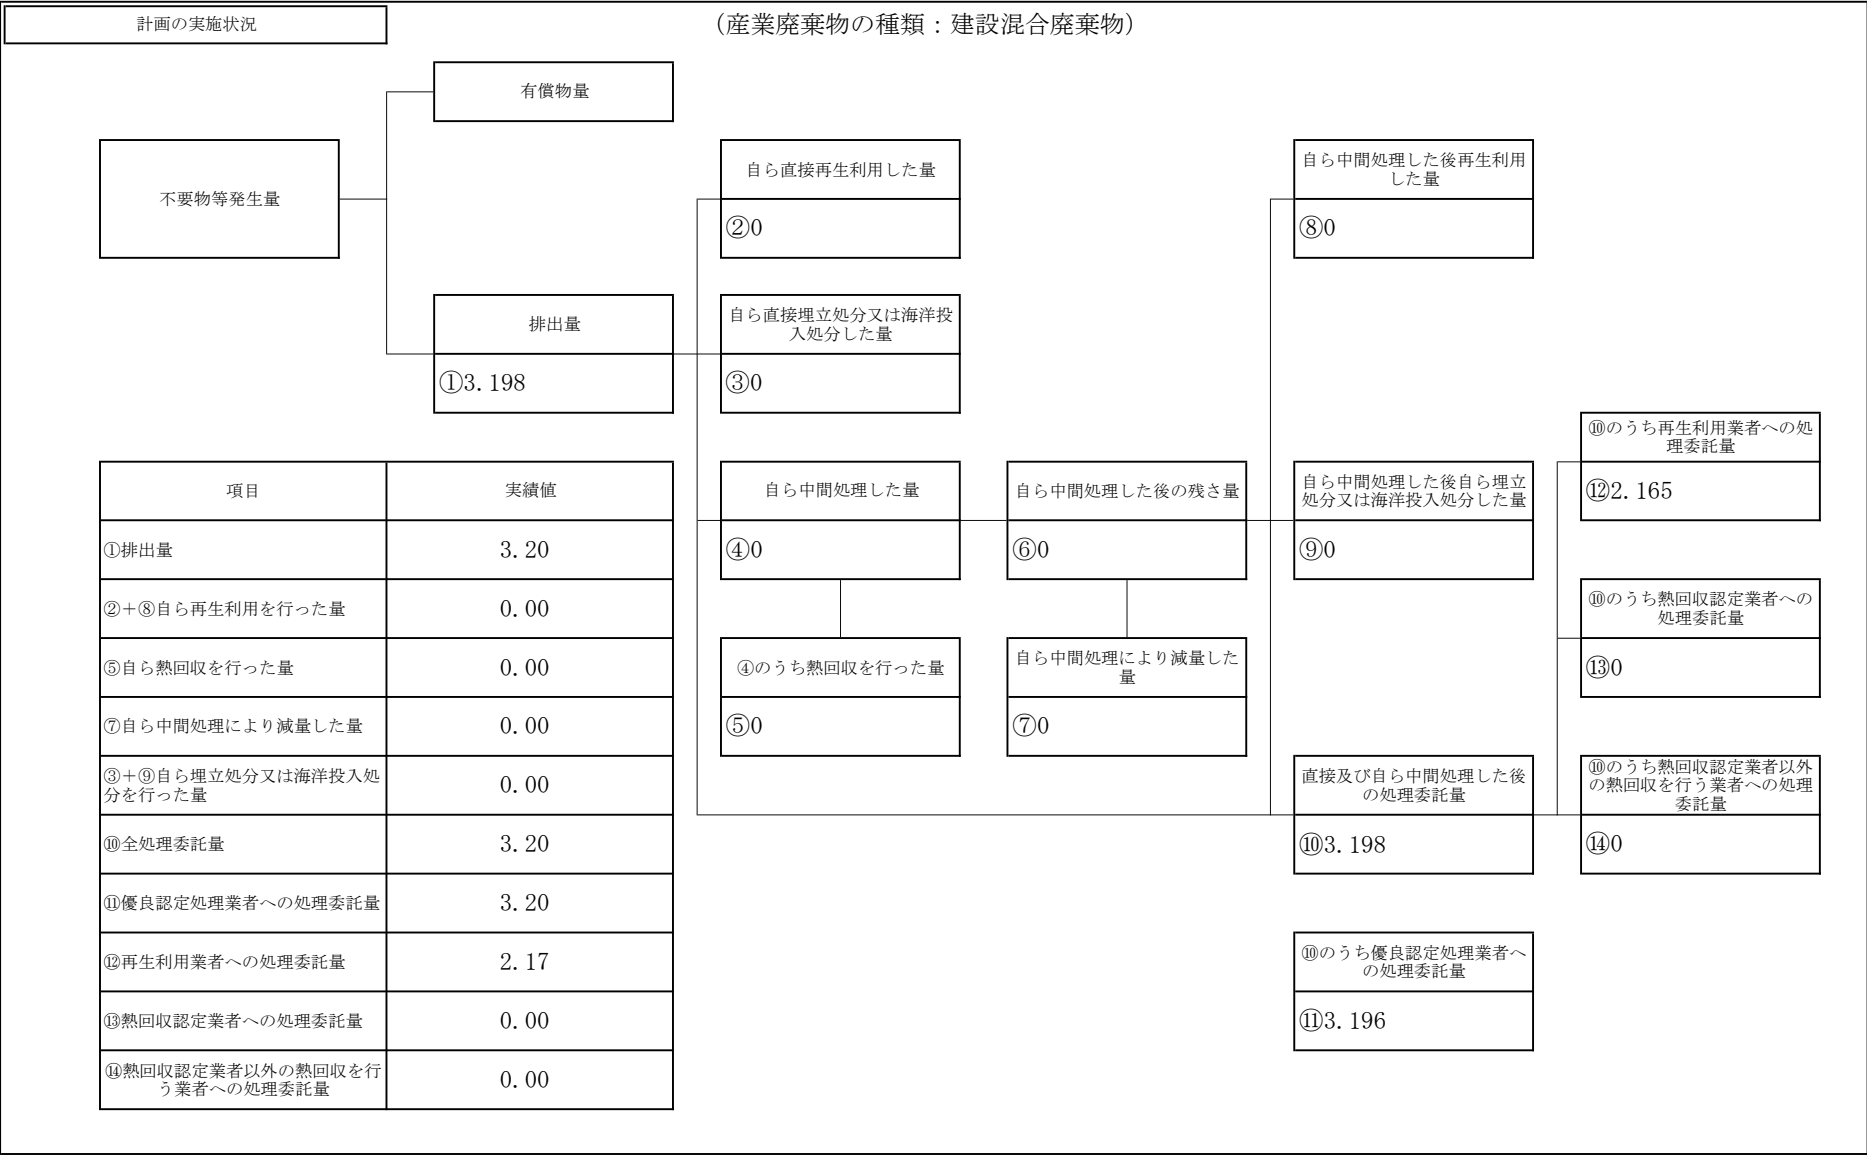 計画の実施状況
（産業廃棄物の種類：建設混合廃棄物）
有償物量
不要物等発生量
排出量
①3.198
自ら直接再生利用した量
②0
自ら直接埋立処分又は海洋投
入処分した量
③0
自ら中間処理した後再生利用
した量
⑧0
自ら中間処理した量
④0
自ら中間処理した後の残さ量
⑥0
自ら中間処理した後自ら埋立
処分又は海洋投入処分した量
⑨0
⑩のうち再生利用業者への処
理委託量
⑫2.165
⑩のうち熱回収認定業者への
処理委託量
⑬0
④のうち熱回収を行った量
⑤0
自ら中間処理により減量した
量
⑦0
直接及び自ら中間処理した後
の処理委託量
⑩3.198
⑩のうち熱回収認定業者以外
の熱回収を行う業者への処理
委託量
⑭0
⑩のうち優良認定処理業者へ
の処理委託量
⑪3.196
項目 実績値
①排出量 3.20
②＋⑧自ら再生利用を行った量 0.00
⑤自ら熱回収を行った量 0.00
⑦自ら中間処理により減量した量 0.00
③＋⑨自ら埋立処分又は海洋投入処
分を行った量 0.00
⑩全処理委託量 3.20
⑪優良認定処理業者への処理委託量 3.20
⑫再生利用業者への処理委託量 2.17
⑬熱回収認定業者への処理委託量 0.00
⑭熱回収認定業者以外の熱回収を行
う業者への処理委託量 0.00